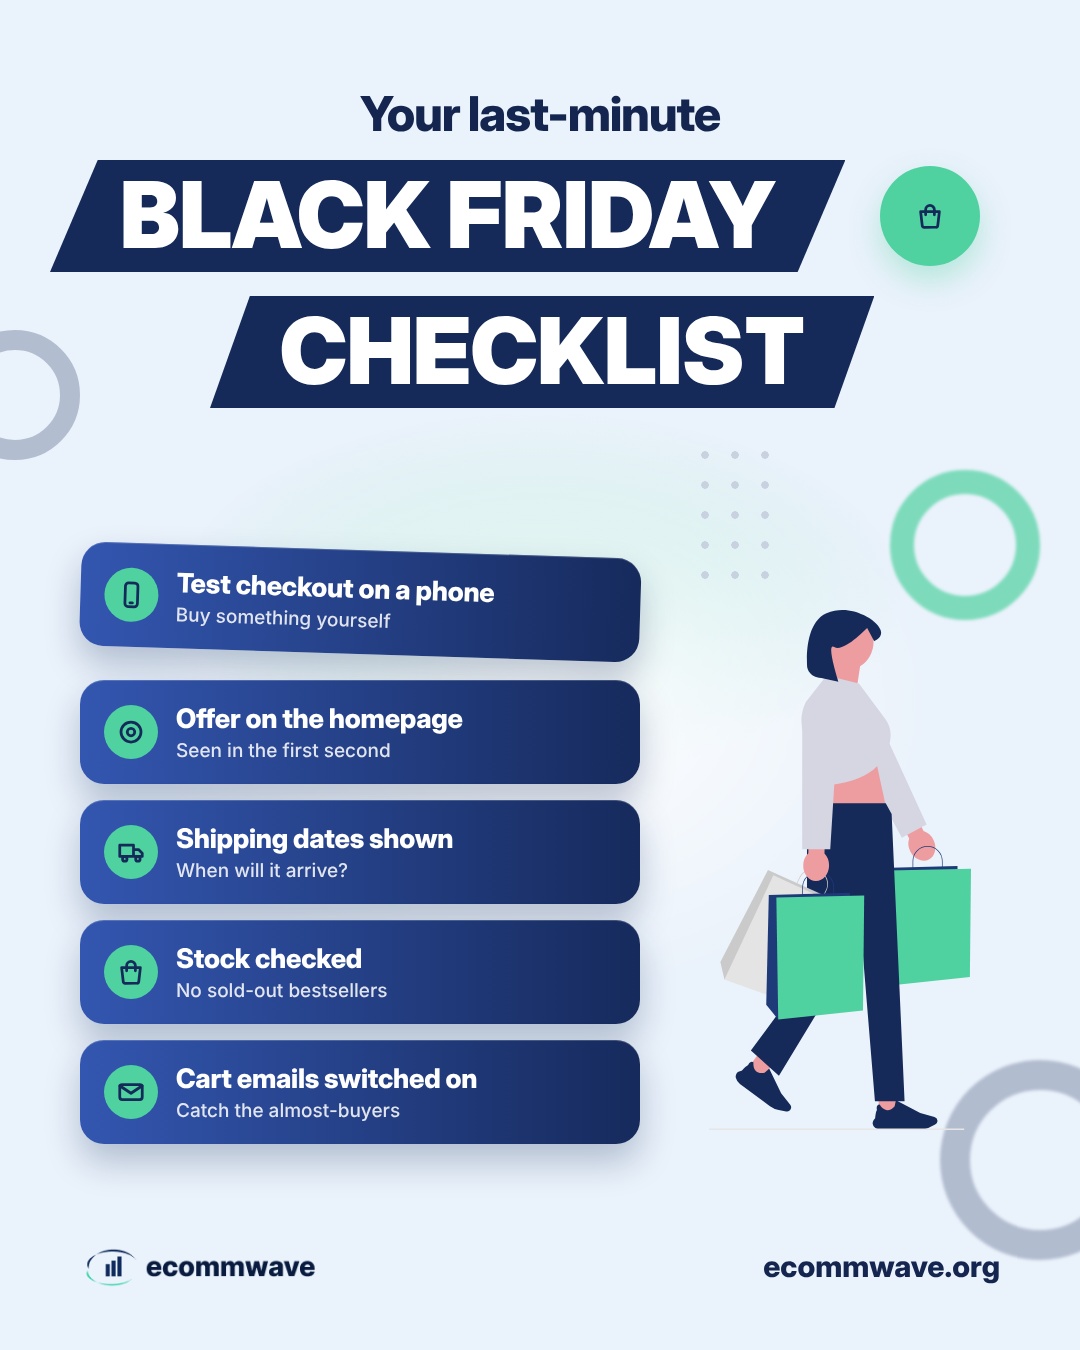 Your last-minute
BLACK FRIDAY
CHECKLIST
Test checkout on a phone
Buy something yourself
Offer on the homepage
Seen in the first second
Shipping dates shown
When will it arrive?
Stock checked
No sold-out bestsellers
Cart emails switched on
Catch the almost-buyers
ecommwave
ecommwave.org